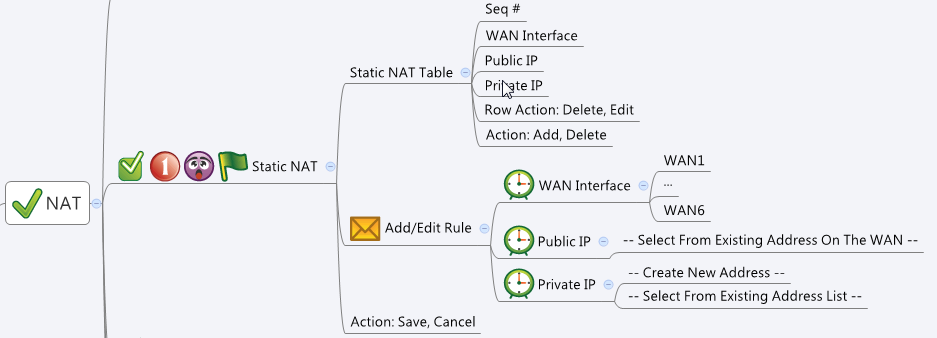 Seq #
WAN Interface
Public IP
Static NAT Table
Private IP
Row Action: Delete, Edit
Action: Add, Delete
1
Static NAT
NAT
WAN1
WAN Interface
...
WAN6
Add/Edit Rule
Public IP
-- Select From Existing Address On The WAN --
Private IP
-- Create New Address --
-- Select From Existing Address List --
Action: Save, Cancel